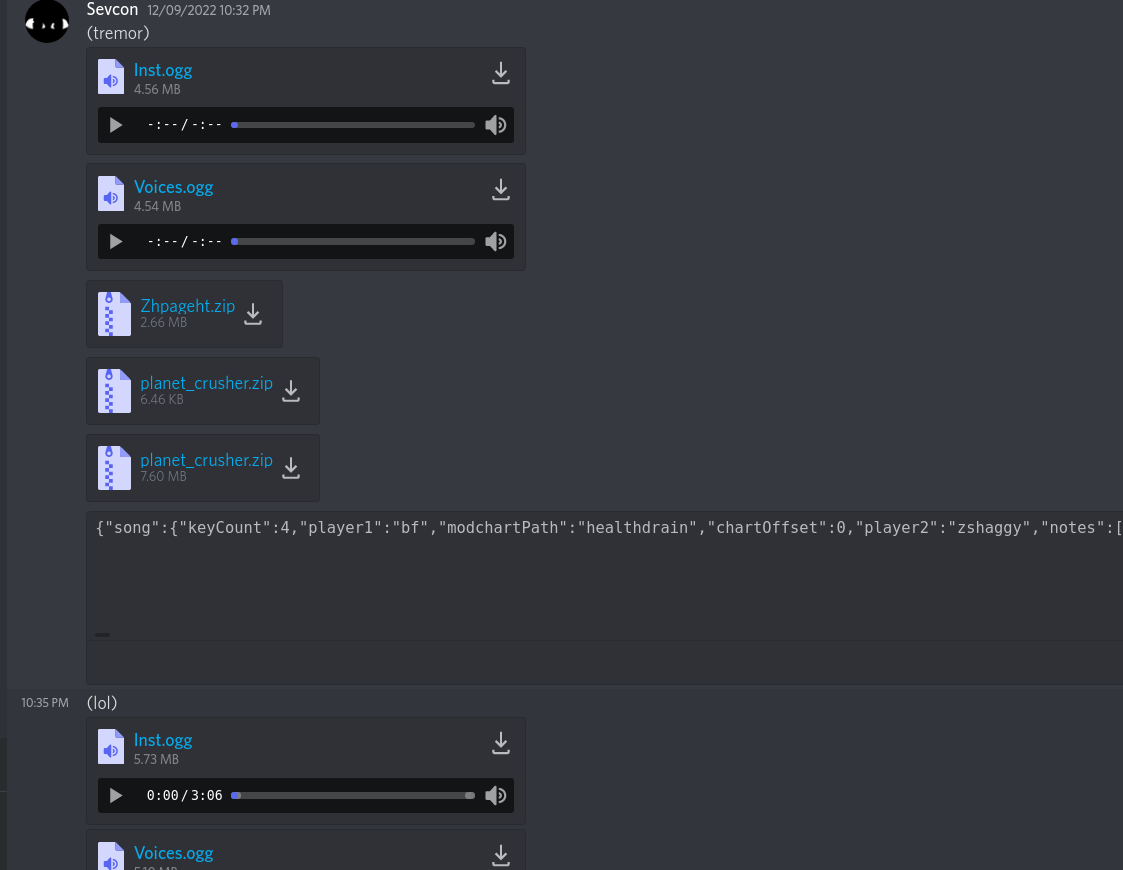 Sevcon 12/09/2022 10:32 PM
(tremor)
Inst.ogg
4.56 MB
-:-- / -:--
Voices.ogg
4.54 MB
-:-- / -:--
Zhpageht.zip
2.66 MB
planet_crusher.zip
6.46 KB
planet_crusher.zip
7.60 MB
{"song":{"keyCount":4,"player1":"bf","modchartPath":"healthdrain","chartOffset":0,"player2":"zshaggy","notes":[
10:35 PM (lol)
Inst.ogg
5.73 MB
0:00 / 3:06
Voices.ogg